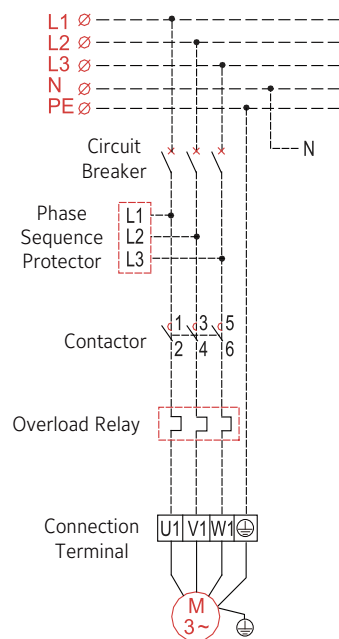 L1
L2
L3
N
PE
N
Circuit
Breaker
Phase
Sequence
Protector
L1
L2
L3
Contactor
1 3 5
2 4 6
Overload Relay
Connection
Terminal
U1 V1 W1
M
3~